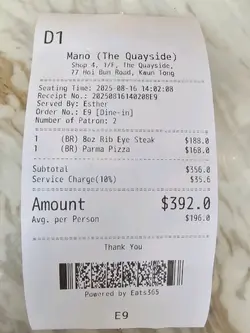 D1
Mano (The Quayside)
Shop 4, 1/F, The Quayside,
77 Hoi Bun Road, Kwun Tong
Seating Time: 2025-08-16 14:02:08
Receipt No.: 20250816140208E9
Served By: Esther
Order No.: E9 [Dine-in]
Number of Patron: 2
1 (BR) 8oz Rib Eye Steak $188.0
1 (BR) Parma Pizza $168.0
Subtotal $356.0
Service Charge(10%) $35.6
Amount $392.0
Avg. per Person $196.0
Thank You
Powered by Eats365
E9